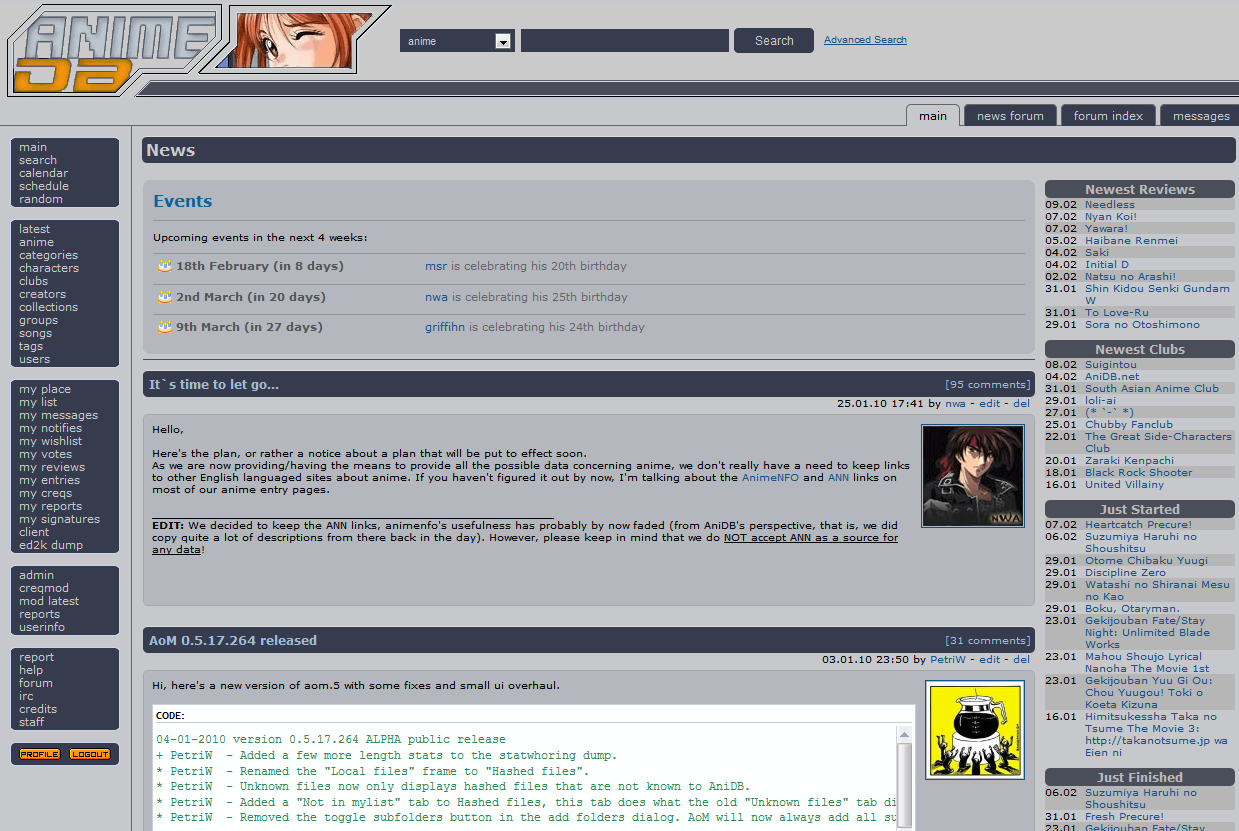 ANIME
DB
anime
Search
Advanced Search
main
news forum
forum index
messages
main
search
calendar
schedule
random
latest
anime
categories
characters
clubs
creators
collections
groups
songs
tags
users
my place
my list
my messages
my notifies
my wishlist
my votes
my reviews
my entries
my creqs
my reports
my signatures
client
ed2k dump
admin
creqmod
mod latest
reports
userinfo
report
help
forum
irc
credits
staff
PROFILE LOGOUT
News
Events
Upcoming events in the next 4 weeks:
18th February (in 8 days) msr is celebrating his 20th birthday
2nd March (in 20 days) nwa is celebrating his 25th birthday
9th March (in 27 days) griffihn is celebrating his 24th birthday
It`s time to let go... [95 comments]
25.01.10 17:41 by nwa - edit - del
Hello,
Here's the plan, or rather a notice about a plan that will be put to effect soon.
As we are now providing/having the means to provide all the possible data concerning anime, we don't really have a need to keep links
to other English languaged sites about anime. If you haven't figured it out by now, I'm talking about the AnimeNFO and ANN links on
most of our anime entry pages.
EDIT: We decided to keep the ANN links, animenfo's usefulness has probably by now faded (from AniDB's perspective, that is, we did
copy quite a lot of descriptions from there back in the day). However, please keep in mind that we do NOT accept ANN as a source for
any data!
NWA
AoM 0.5.17.264 released [31 comments]
03.01.10 23:50 by PetriW - edit - del
Hi, here's a new version of aom.5 with some fixes and small ui overhaul.
CODE:
04-01-2010 version 0.5.17.264 ALPHA public release
+ PetriW - Added a few more length stats to the statwhoring dump.
* PetriW - Renamed the "Local files" frame to "Hashed files".
* PetriW - Unknown files now only displays hashed files that are not known to AniDB.
* PetriW - Added a "Not in mylist" tab to Hashed files, this tab does what the old "Unknown files" tab di
* PetriW - Removed the toggle subfolders button in the add folders dialog. AoM will now always add all su
Newest Reviews
09.02 Needless
07.02 Nyan Koi!
07.02 Yawara!
05.02 Haibane Renmei
04.02 Saki
04.02 Initial D
02.02 Natsu no Arashi!
31.01 Shin Kidou Senki Gundam
W
31.01 To Love-Ru
29.01 Sora no Otoshimono
Newest Clubs
08.02 Suigintou
04.02 AniDB.net
31.01 South Asian Anime Club
29.01 loli-ai
27.01 (* `-` *)
25.01 Chubby Fanclub
22.01 The Great Side-Characters
Club
20.01 Zaraki Kenpachi
18.01 Black Rock Shooter
16.01 United Villainy
Just Started
07.02 Heartcatch Precure!
06.02 Suzumiya Haruhi no
Shoushitsu
29.01 Otome Chibaku Yuugi
29.01 Discipline Zero
29.01 Watashi no Shiranai Mesu
no Kao
29.01 Boku, Otaryman.
23.01 Gekijouban Fate/Stay
Night: Unlimited Blade
Works
23.01 Mahou Shoujo Lyrical
Nanoha The Movie 1st
23.01 Gekijouban Yuu Gi Ou:
Chou Yuugou! Toki o
Koeta Kizuna
16.01 Himitsukessha Taka no
Tsume The Movie 3:
http://takanotsume.jp wa
Eien ni
Just Finished
06.02 Suzumiya Haruhi no
Shoushitsu
31.01 Fresh Precure!
23.01 Gekijouban Fate/Stay